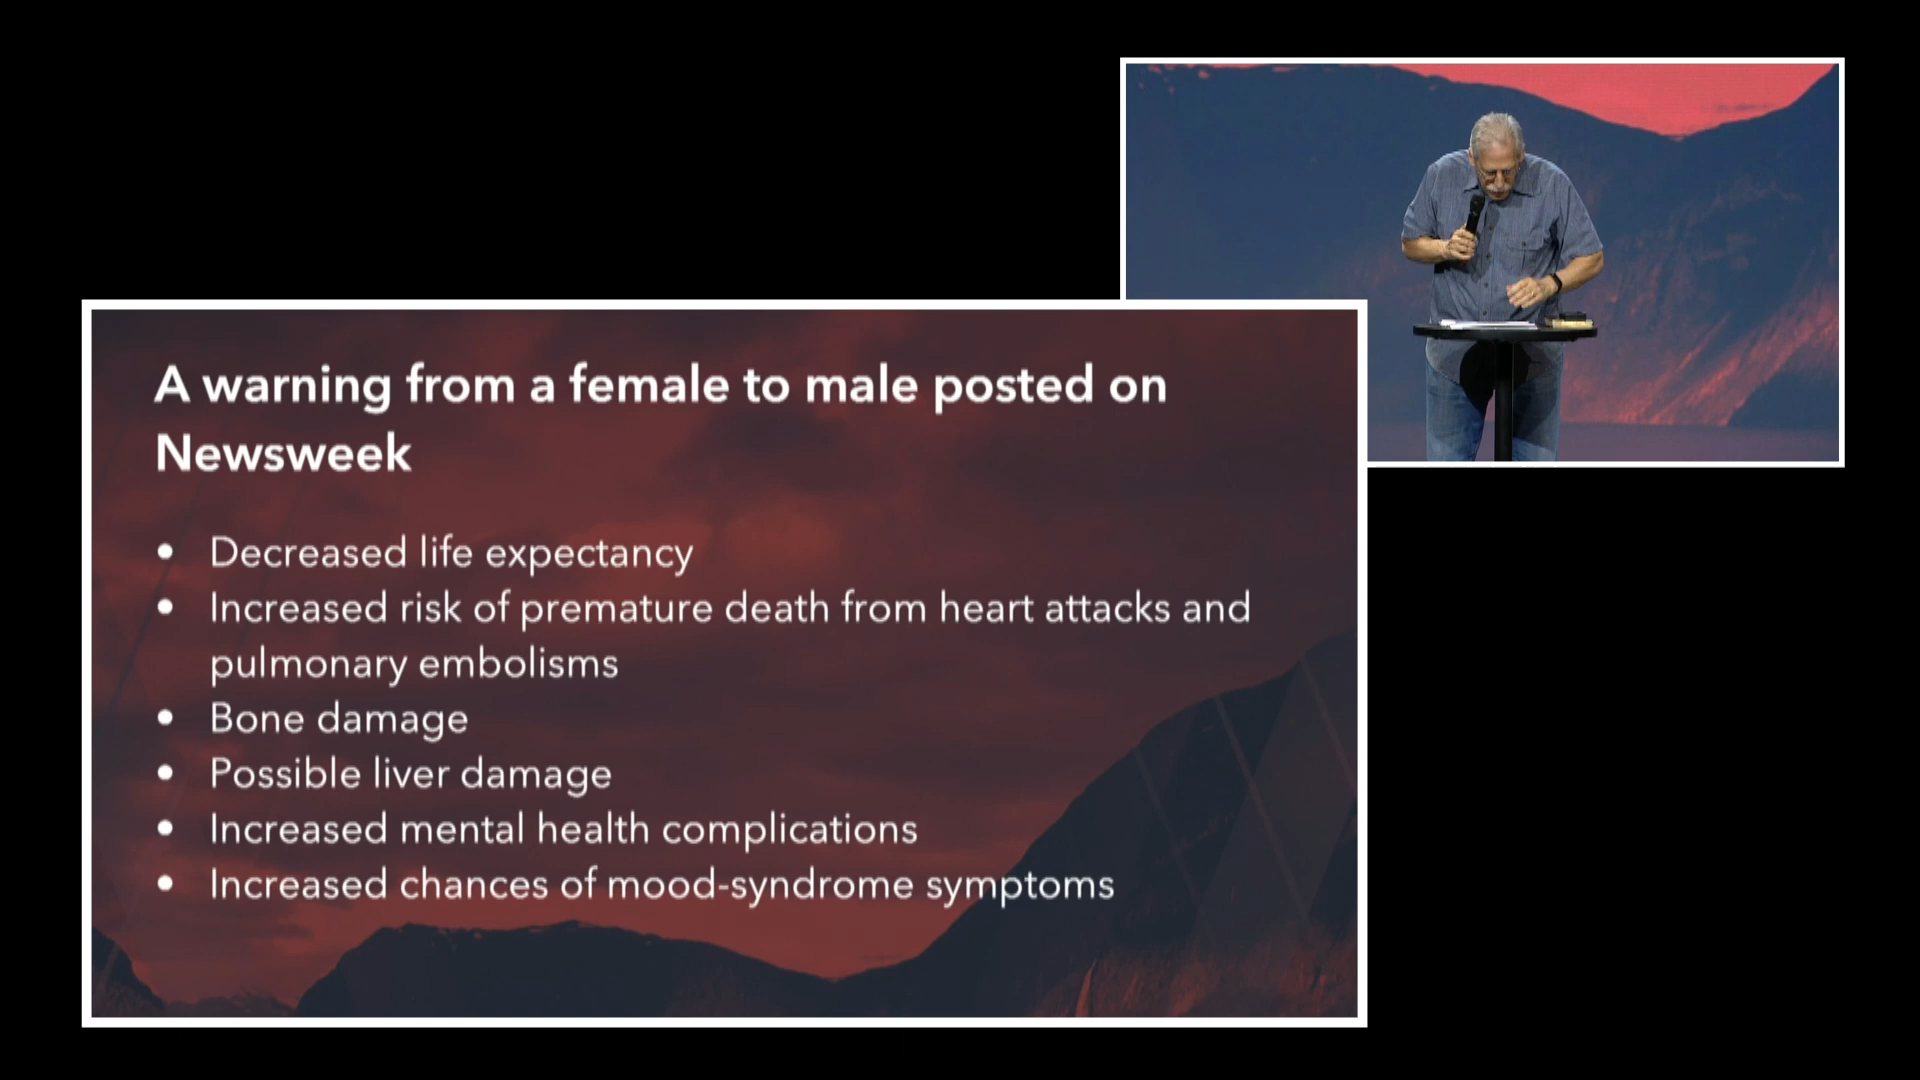 A warning from a female to male posted on
Newsweek
• Decreased life expectancy
• Increased risk of premature death from heart attacks and
pulmonary embolisms
• Bone damage
• Possible liver damage
• Increased mental health complications
• Increased chances of mood-syndrome symptoms